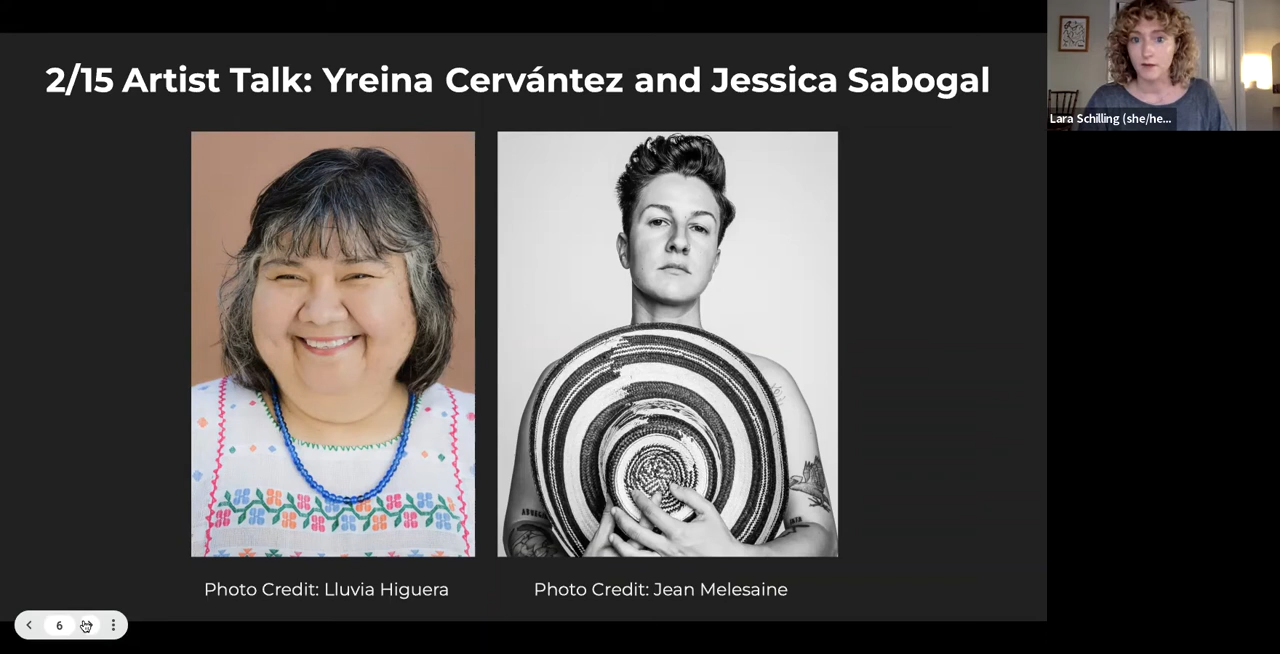 2/15 Artist Talk: Yreina Cervántez and Jessica Sabogal
Lara Schilling (she/he...
Photo Credit: Lluvia Higuera
Photo Credit: Jean Melesaine
6